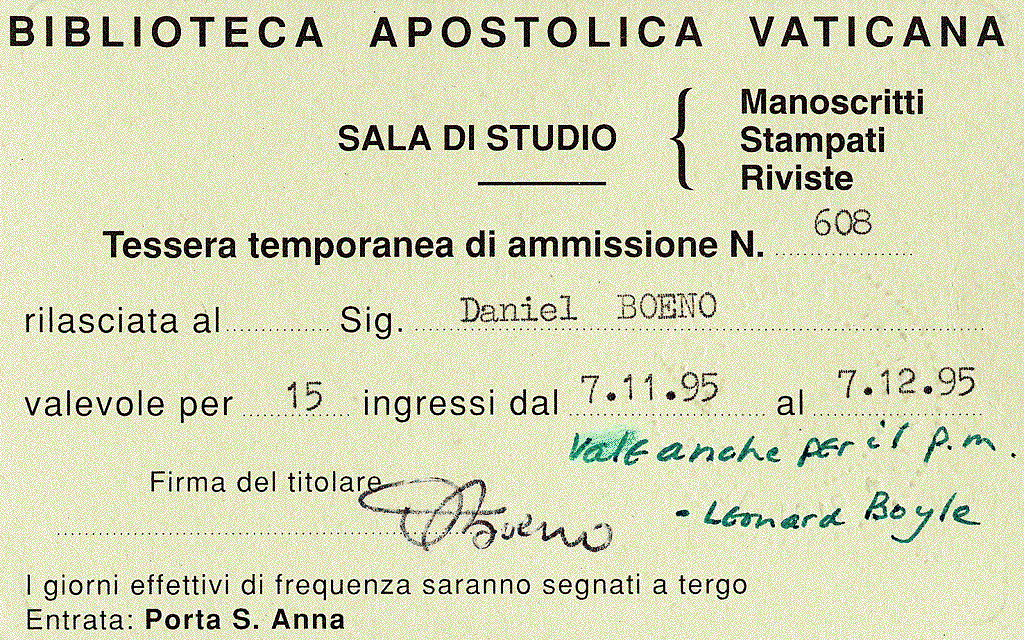 BIBLIOTECA APOSTOLICA VATICANA
SALA DI STUDIO
Manoscritti
Stampati
Riviste
Tessera temporanea di ammissione N. 608
rilasciata al Sig. Daniel BOENO
valevole per 15 ingressi dal 7.11.95 al 7.12.95
Vale anche per il p.m.
Firma del titolare
- Leonard Boyle
DBoeno
I giorni effettivi di frequenza saranno segnati a tergo
Entrata: Porta S. Anna